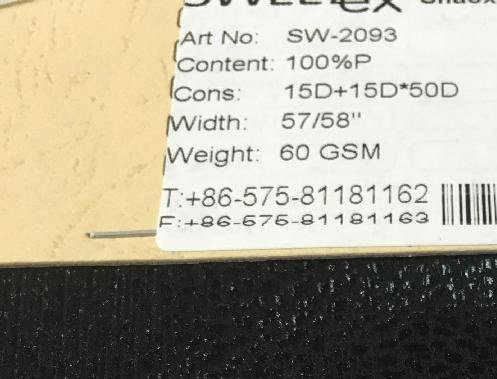 Art No: SW-2093
Content: 100%P
Cons: 15D+15D*50D
Width: 57/58"
Weight: 60 GSM
T:+86-575-81181162
F:+86-575-81181163